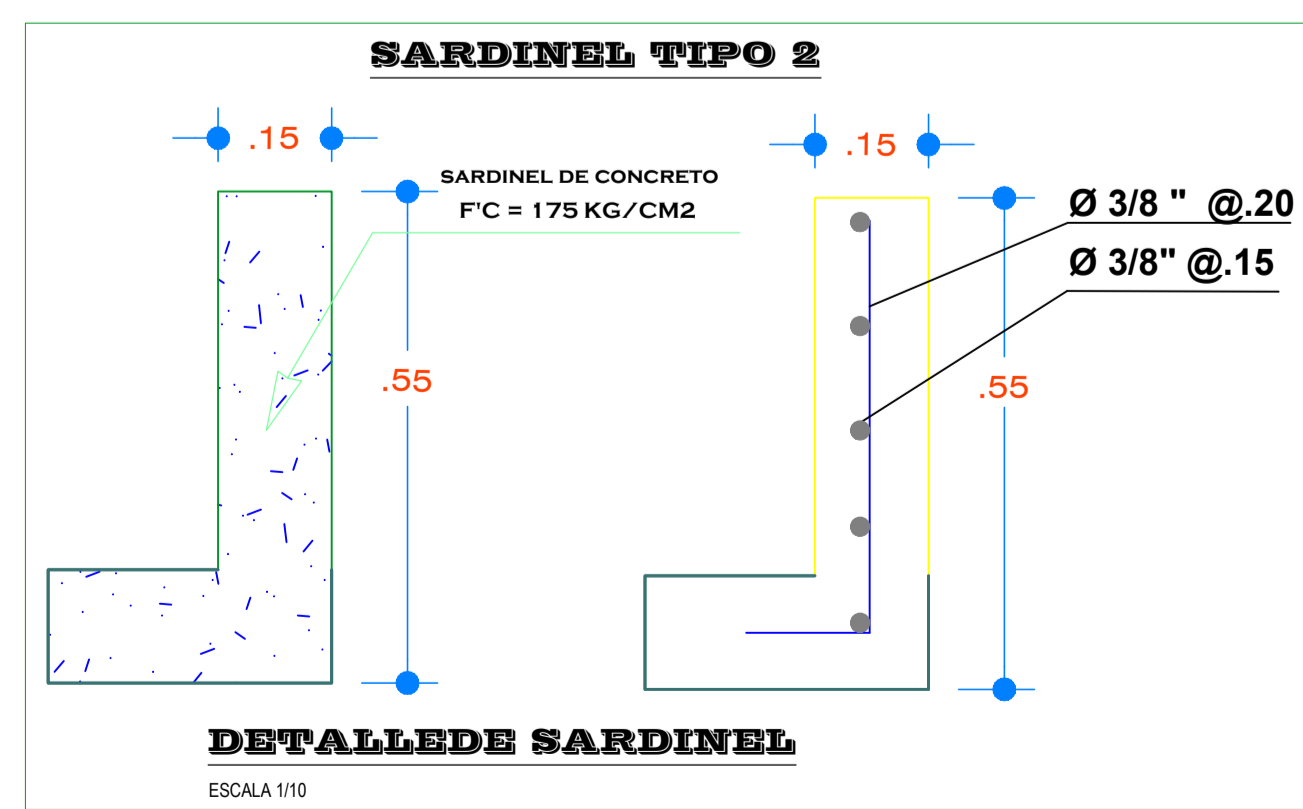 SARDINEL TIPO 2
.15
SARDINEL DE CONCRETO
F'C = 175 KG/CM2
.55
.15
Ø 3/8 " @.20
Ø 3/8" @.15
.55
DETALLEDE SARDINEL
ESCALA 1/10